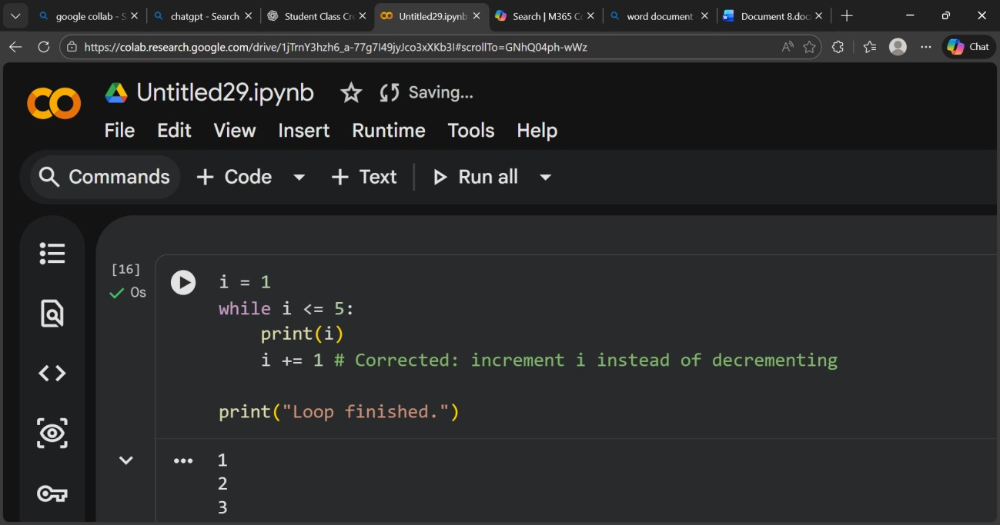 google collab - S
chatgpt - Search
Student Class Cre
Untitled29.ipynb
Search | M365 Co
word document
Document 8.doc
https://colab.research.google.com/drive/1jTrnY3hzh6_a-77g7l49jyJco3xXKb3l#scrollTo=GNhQ04ph-wWz
Chat
Untitled29.ipynb Saving...
File Edit View Insert Runtime Tools Help
Commands + Code + Text Run all
[16]
0s
i = 1
while i <= 5:
    print(i)
    i += 1 # Corrected: increment i instead of decrementing
print("Loop finished.")
1
2
3